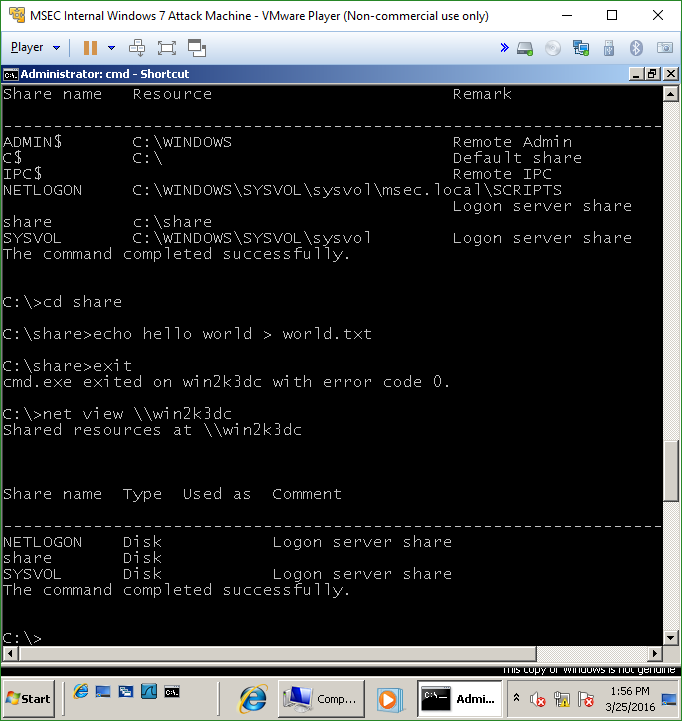 MSEC Internal Windows 7 Attack Machine - VMware Player (Non-commercial use only)
Player
Administrator: cmd - Shortcut
Share name   Resource                        Remark
-------------------------------------------------------------------
ADMIN$       C:\WINDOWS                      Remote Admin
C$           C:\                             Default share
IPC$                                         Remote IPC
NETLOGON     C:\WINDOWS\SYSVOL\sysvol\msec.local\SCRIPTS
                                             Logon server share
share        c:\share
SYSVOL       C:\WINDOWS\SYSVOL\sysvol        Logon server share
The command completed successfully.
C:\>cd share
C:\share>echo hello world > world.txt
C:\share>exit
cmd.exe exited on win2k3dc with error code 0.
C:\>net view \\win2k3dc
Shared resources at \\win2k3dc
Share name  Type  Used as  Comment
-------------------------------------------------------------------
NETLOGON    Disk           Logon server share
share       Disk
SYSVOL      Disk           Logon server share
The command completed successfully.
C:\>
This copy of Windows is not genuine
Start Comp... Admi... 1:56 PM
3/25/2016